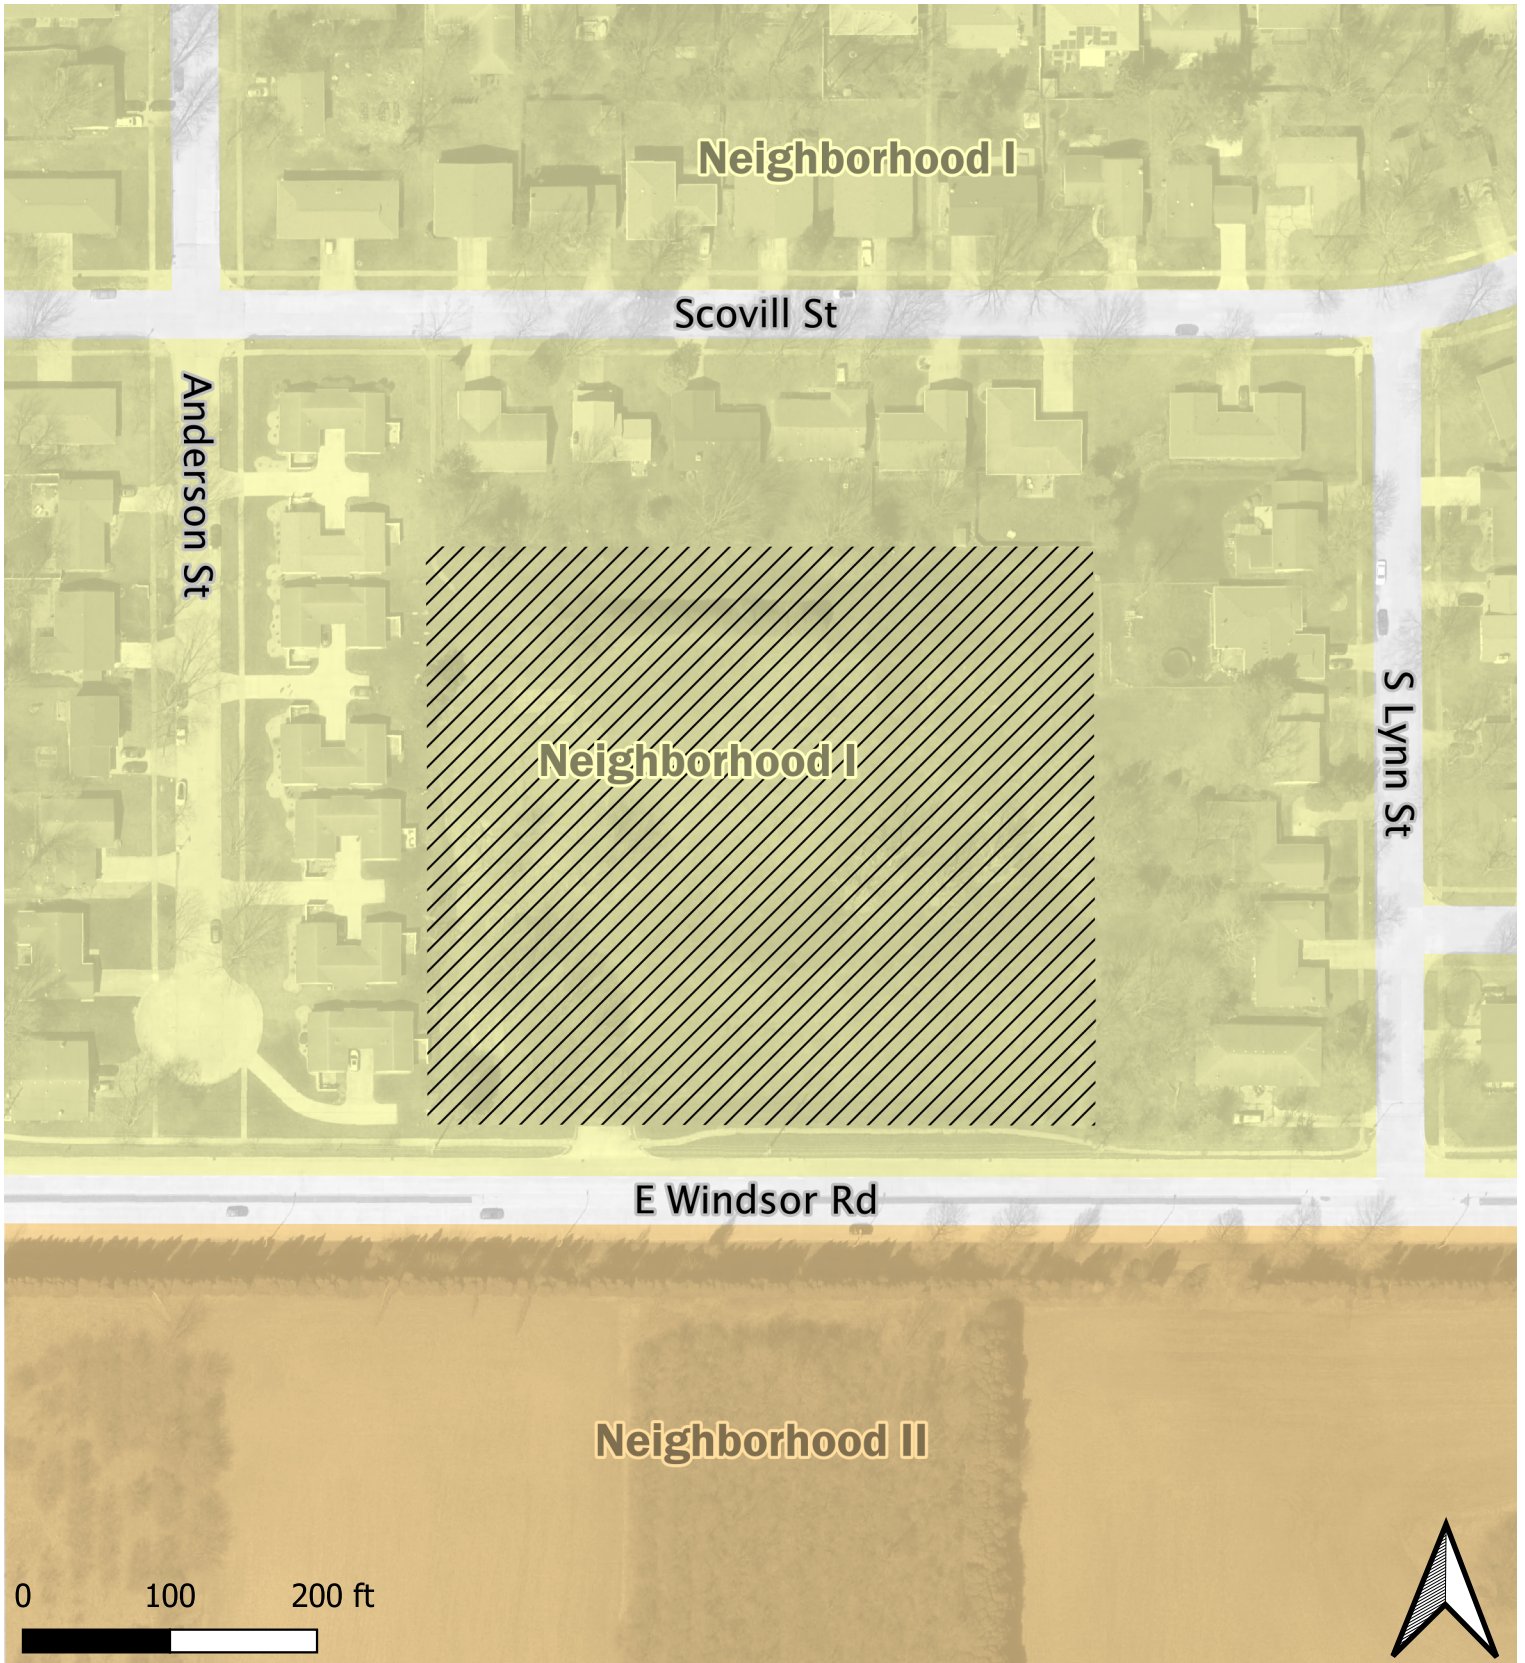 Neighborhood I
Scovill St
Anderson St
Neighborhood I
S Lynn St
E Windsor Rd
Neighborhood II
0 100 200 ft